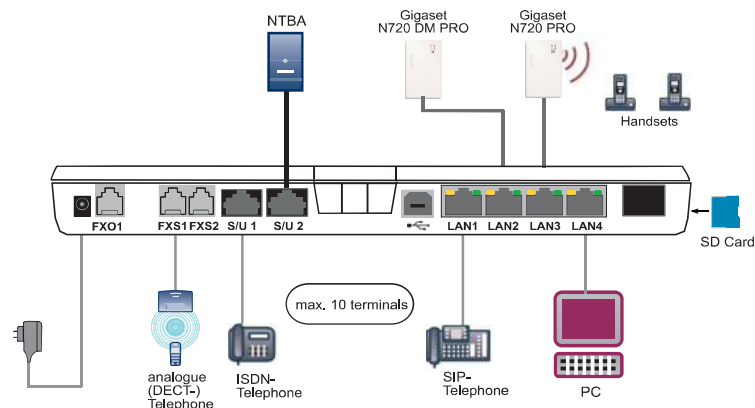 NTBA
Gigaset
N720 DM PRO
Gigaset
N720 PRO
Handsets
FXO1
FXS1 FXS2
S/U 1
S/U 2
LAN1
LAN2
LAN3
LAN4
SD Card
max. 10 terminals
analogue
(DECT-)
Telephone
ISDN-
Telephone
SIP-
Telephone
PC